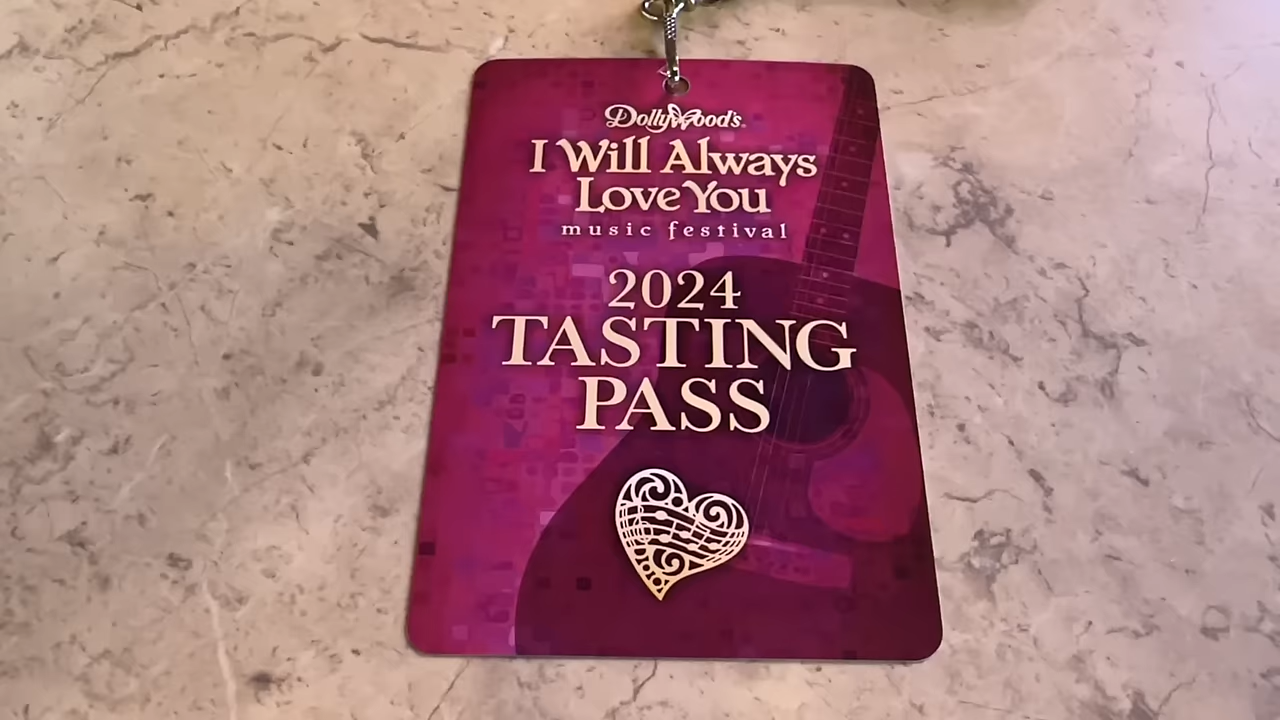 Dollywood's
I Will Always
Love You
music festival
2024
TASTING
PASS